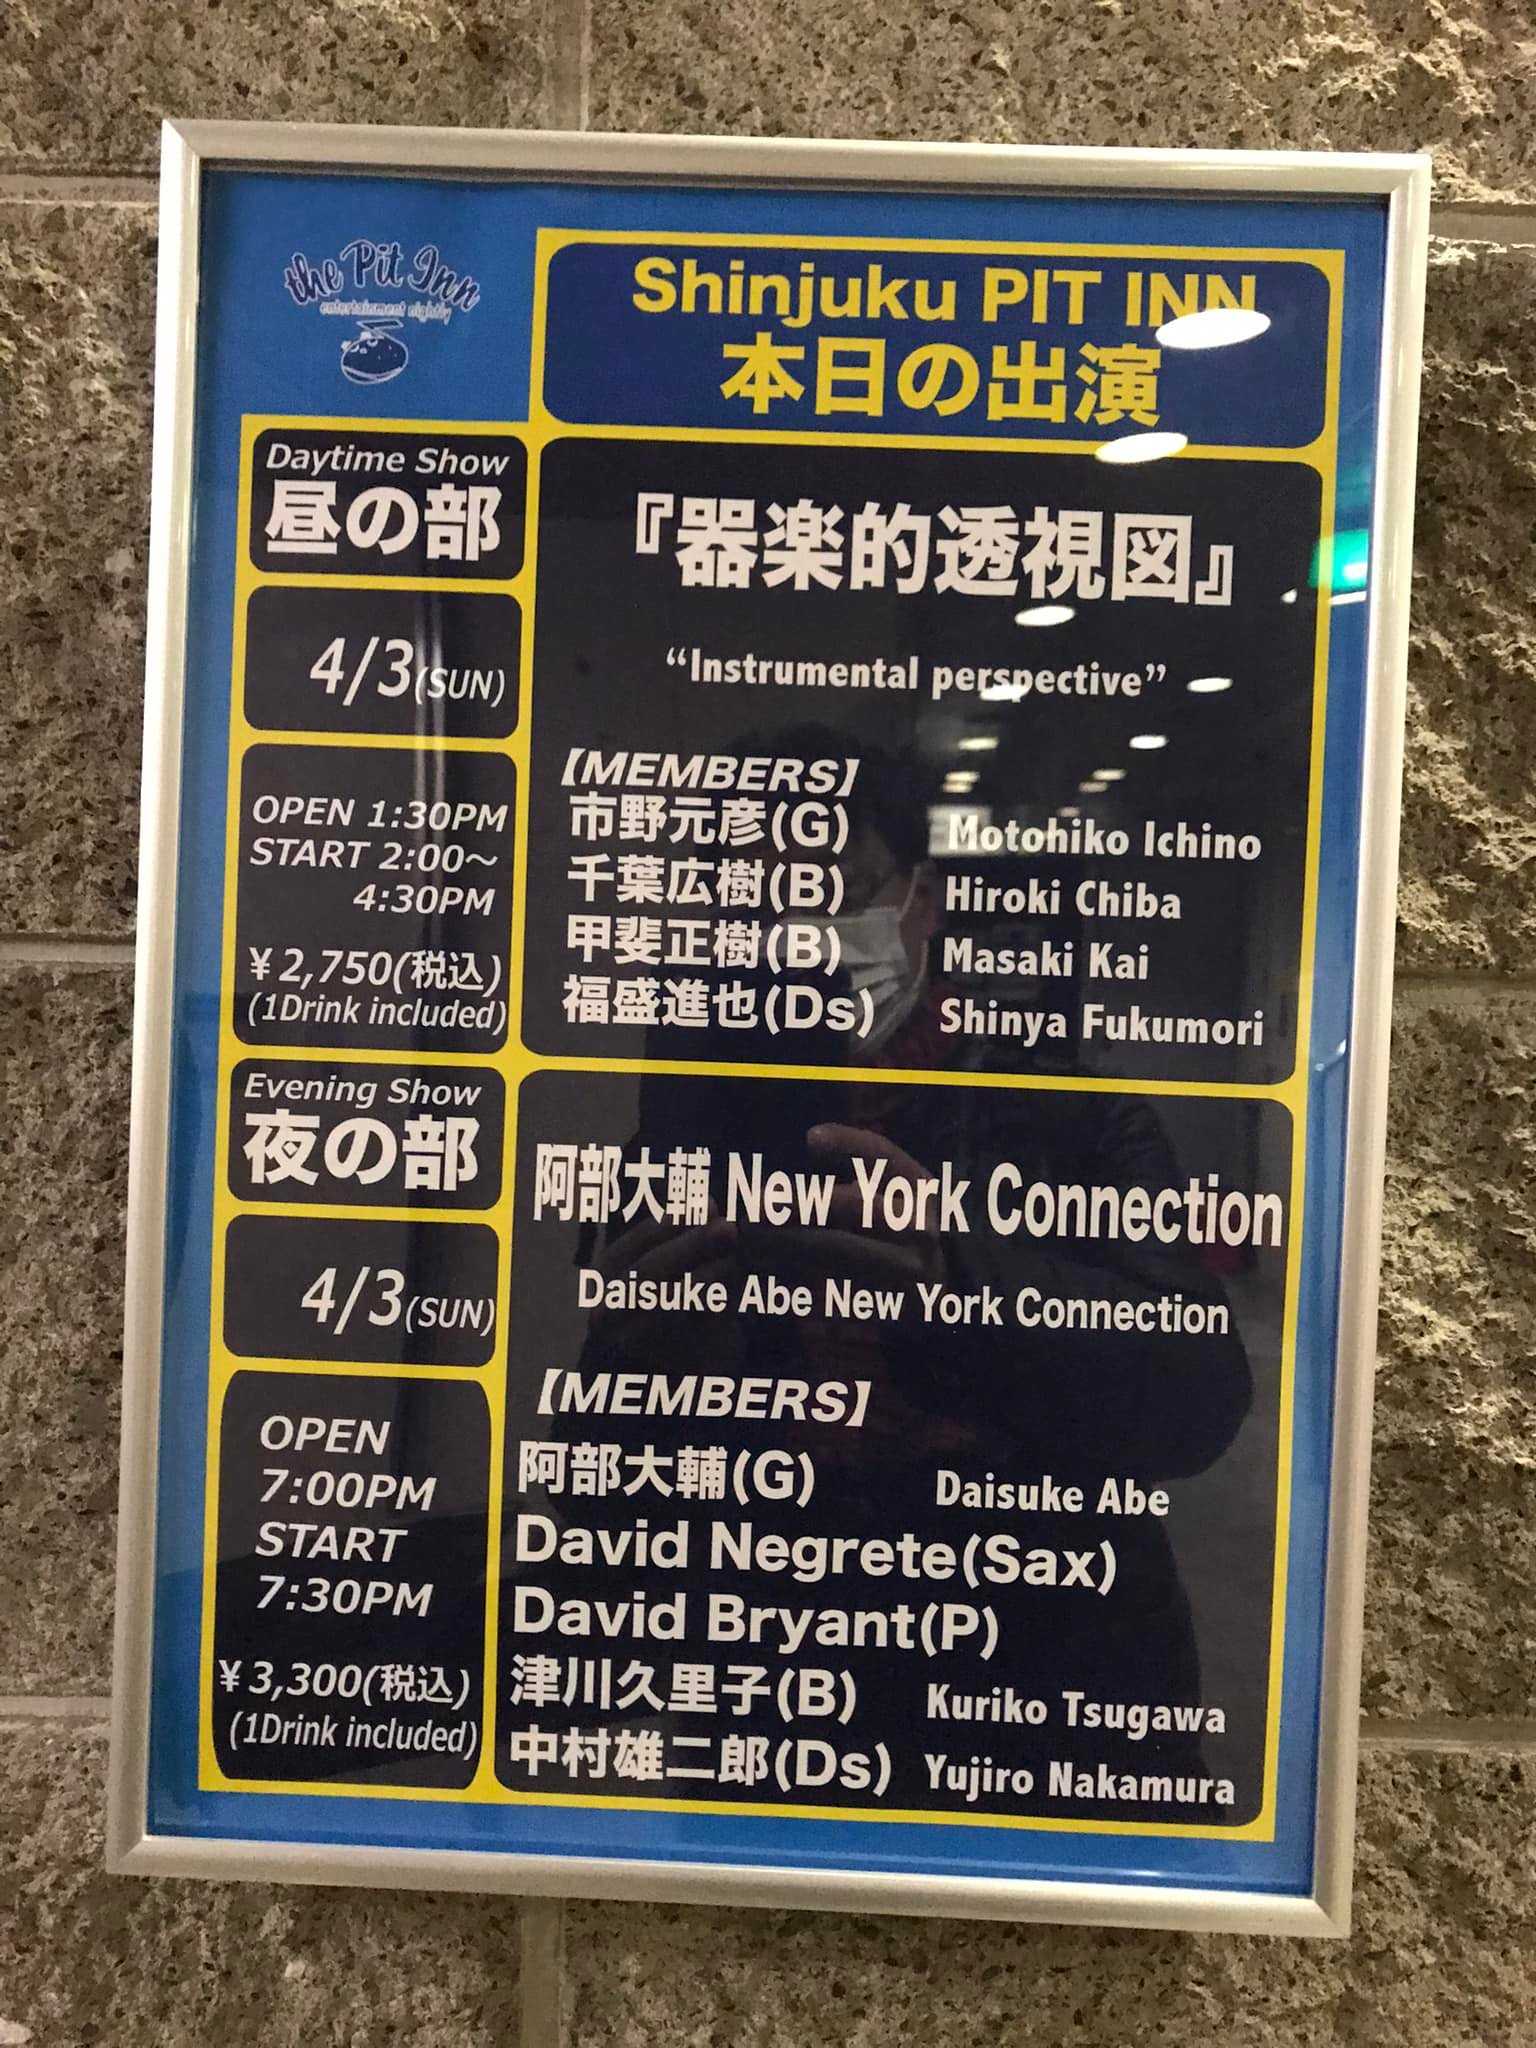 the Pit Inn
entertainment nightly
Shinjuku PIT INN
本日の出演
Daytime Show
昼の部
4/3(SUN)
OPEN 1:30PM
START 2:00〜
4:30PM
¥2,750(税込)
(1Drink included)
『器楽的透視図』
“Instrumental perspective”
【MEMBERS】
市野元彦(G) Motohiko Ichino
千葉広樹(B) Hiroki Chiba
甲斐正樹(B) Masaki Kai
福盛進也(Ds) Shinya Fukumori
Evening Show
夜の部
4/3(SUN)
OPEN
7:00PM
START
7:30PM
¥3,300(税込)
(1Drink included)
阿部大輔 New York Connection
Daisuke Abe New York Connection
【MEMBERS】
阿部大輔(G) Daisuke Abe
David Negrete(Sax)
David Bryant(P)
津川久里子(B) Kuriko Tsugawa
中村雄二郎(Ds) Yujiro Nakamura